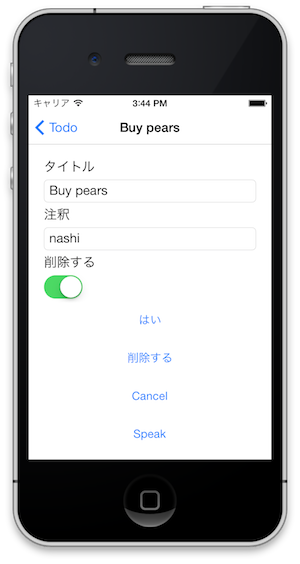 キャリア 3:44 PM
Todo Buy pears
タイトル
Buy pears
注釈
nashi
削除する
はい
削除する
Cancel
Speak